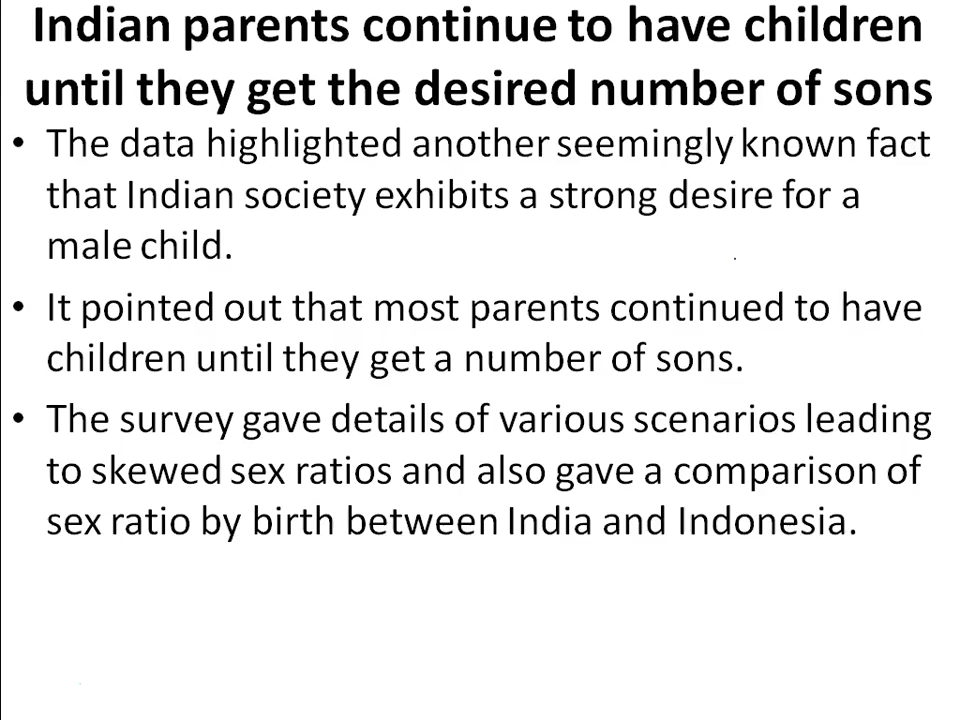 Indian parents continue to have children
until they get the desired number of sons
• The data highlighted another seemingly known fact
that Indian society exhibits a strong desire for a
male child.
• It pointed out that most parents continued to have
children until they get a number of sons.
• The survey gave details of various scenarios leading
to skewed sex ratios and also gave a comparison of
sex ratio by birth between India and Indonesia.